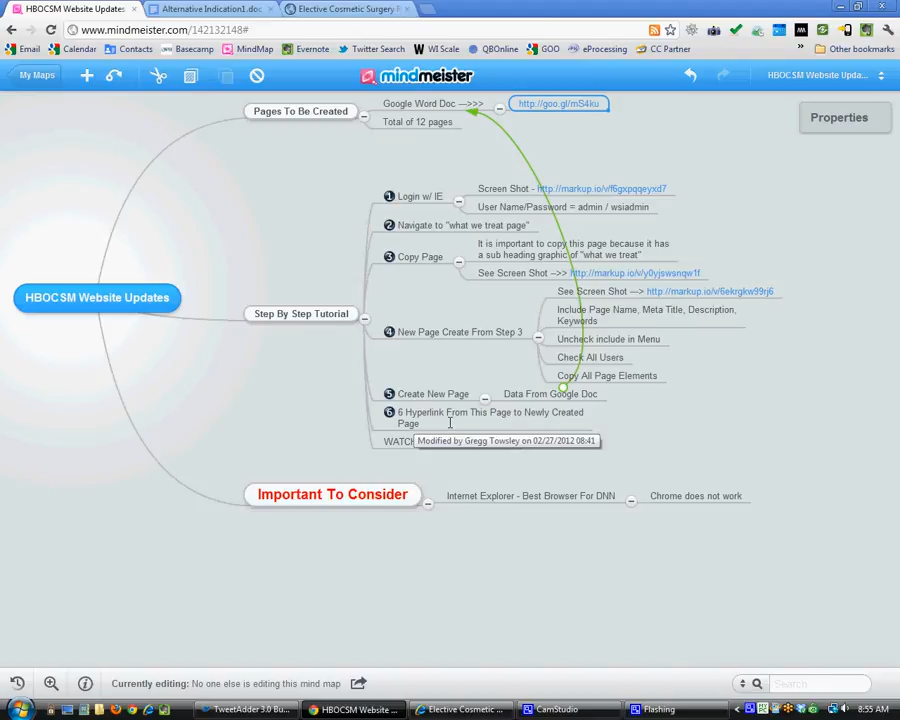 HBOCSM Website Updates
Alternative Indication1.doc
Elective Cosmetic Surgery R
www.mindmeister.com/142132148#
Email
Calendar
Contacts
Basecamp
MindMap
Evernote
Twitter Search
WI Scale
QBOnline
GOO
eProcessing
CC Partner
Other bookmarks
My Maps
mindmeister
HBOCSM Website Upda...
Pages To Be Created
Google Word Doc --->>>
http://goo.gl/mS4ku
Total of 12 pages
Properties
1 Login w/ IE
Screen Shot - http://markup.io/v/f6gxpqqeyxd7
User Name/Password = admin / wsiadmin
2 Navigate to "what we treat page"
3 Copy Page
It is important to copy this page because it has
a sub heading graphic of "what we treat"
See Screen Shot -->> http://markup.io/v/y0yjswsnqw1f
HBOCSM Website Updates
Step By Step Tutorial
4 New Page Create From Step 3
See Screen Shot ---> http://markup.io/v/6ekrgkw99rj6
Include Page Name, Meta Title, Description,
Keywords
Uncheck include in Menu
Check All Users
Copy All Page Elements
5 Create New Page
Data From Google Doc
6 6 Hyperlink From This Page to Newly Created
Page
WATCH
Modified by Gregg Towsley on 02/27/2012 08:41
Important To Consider
Internet Explorer - Best Browser For DNN
Chrome does not work
Currently editing: No one else is editing this mind map
Search
TweetAdder 3.0 Bu...
HBOCSM Website ...
Elective Cosmetic ...
CamStudio
Flashing
8:55 AM